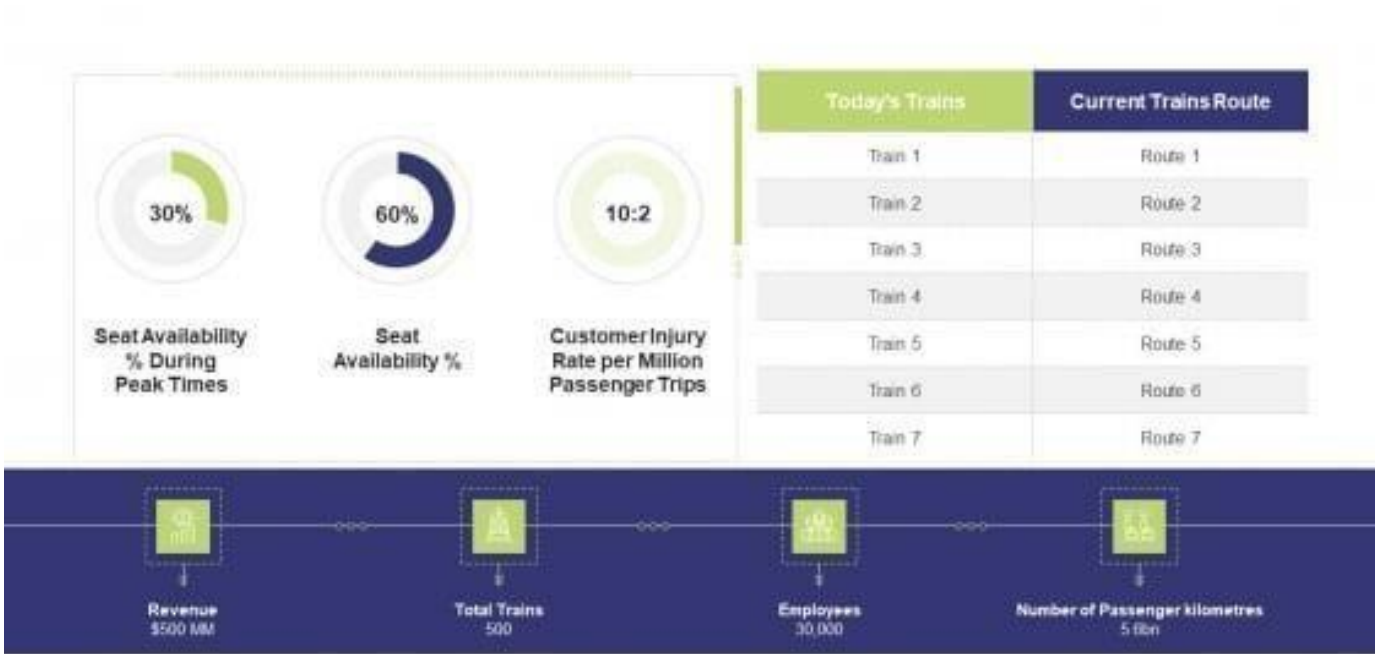 30%
60%
10:2
Seat Availability
% During
Peak Times
Seat
Availability %
Customer Injury
Rate per Million
Passenger Trips
Today's Trains Current Trains Route
Train 1 Route 1
Train 2 Route 2
Train 3 Route 3
Train 4 Route 4
Train 5 Route 5
Train 6 Route 6
Train 7 Route 7
Revenue
$500 MM
Total Trains
500
Employees
30,000
Number of Passenger kilometres
5.6bn